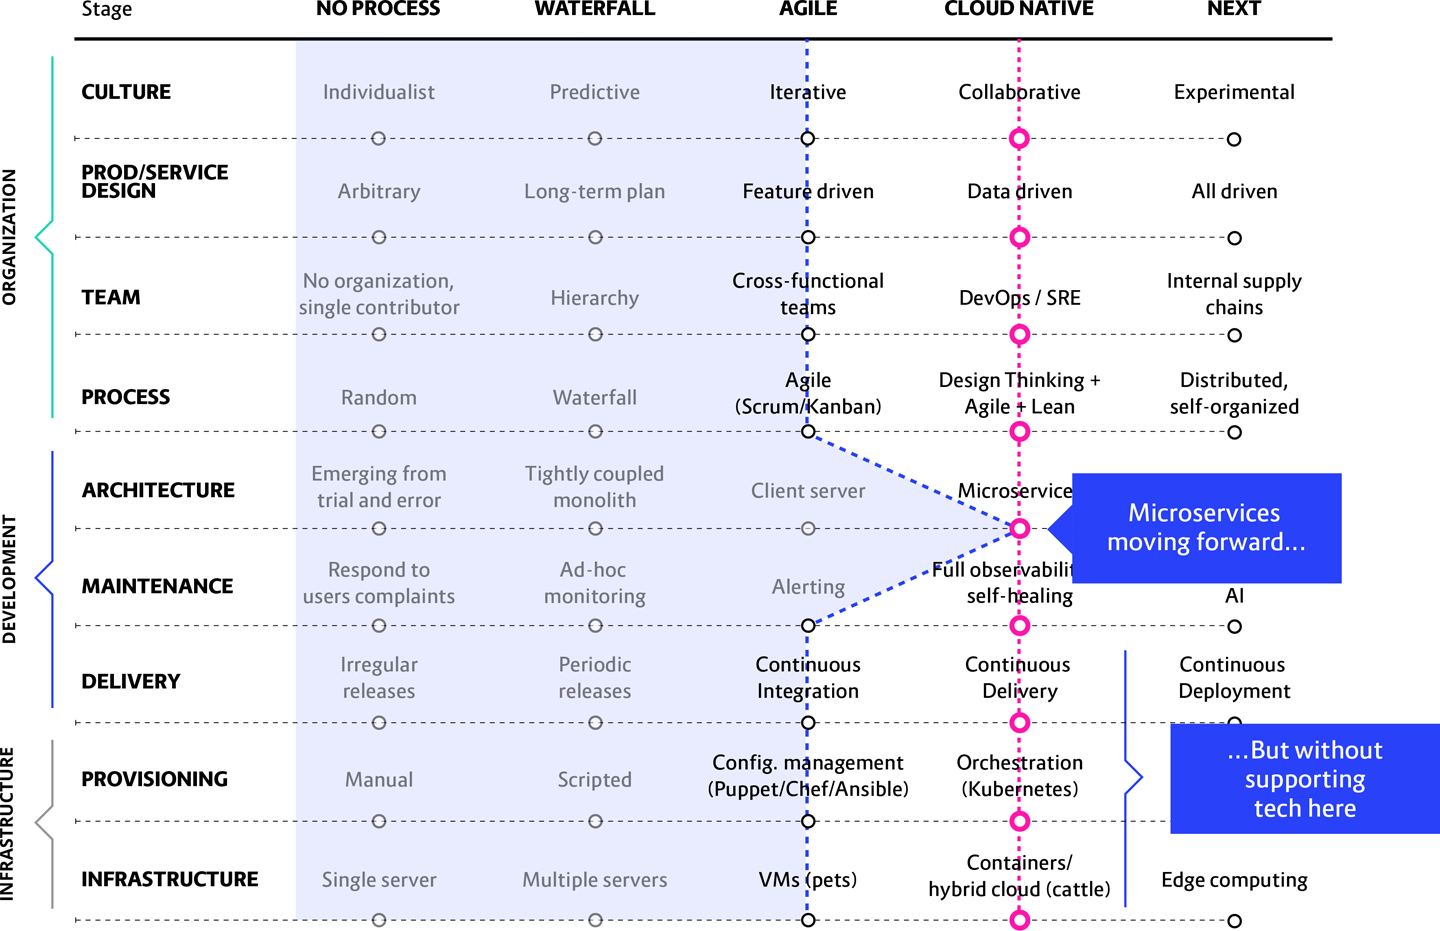 Stage NO PROCESS WATERFALL AGILE CLOUD NATIVE NEXT
ORGANIZATION
CULTURE Individualist Predictive Iterative Collaborative Experimental
PROD/SERVICE
DESIGN Arbitrary Long-term plan Feature driven Data driven All driven
No organization, Cross-functional Internal supply
TEAM Hierarchy DevOps / SRE
single contributor teams chains
Agile Design Thinking + Distributed,
PROCESS Random Waterfall
(Scrum/Kanban) Agile + Lean self-organized
DEVELOPMENT
Emerging from Tightly coupled
ARCHITECTURE Client server Microservice
trial and error monolith
Microservices
moving forward...
Respond to Ad-hoc Full
MAINTENANCE Alerting
users complaints monitoring self-healing AI
Irregular Periodic Continuous Continuous Continuous
DELIVERY
releases releases Integration Delivery Deployment
INFRASTRUCTURE
Config. management Orchestration
PROVISIONING Manual Scripted
(Puppet/Chef/Ansible) (Kubernetes)
...But without
supporting
tech here
Containers/
INFRASTRUCTURE Single server Multiple servers VMs (pets) Edge computing
hybrid cloud (cattle)